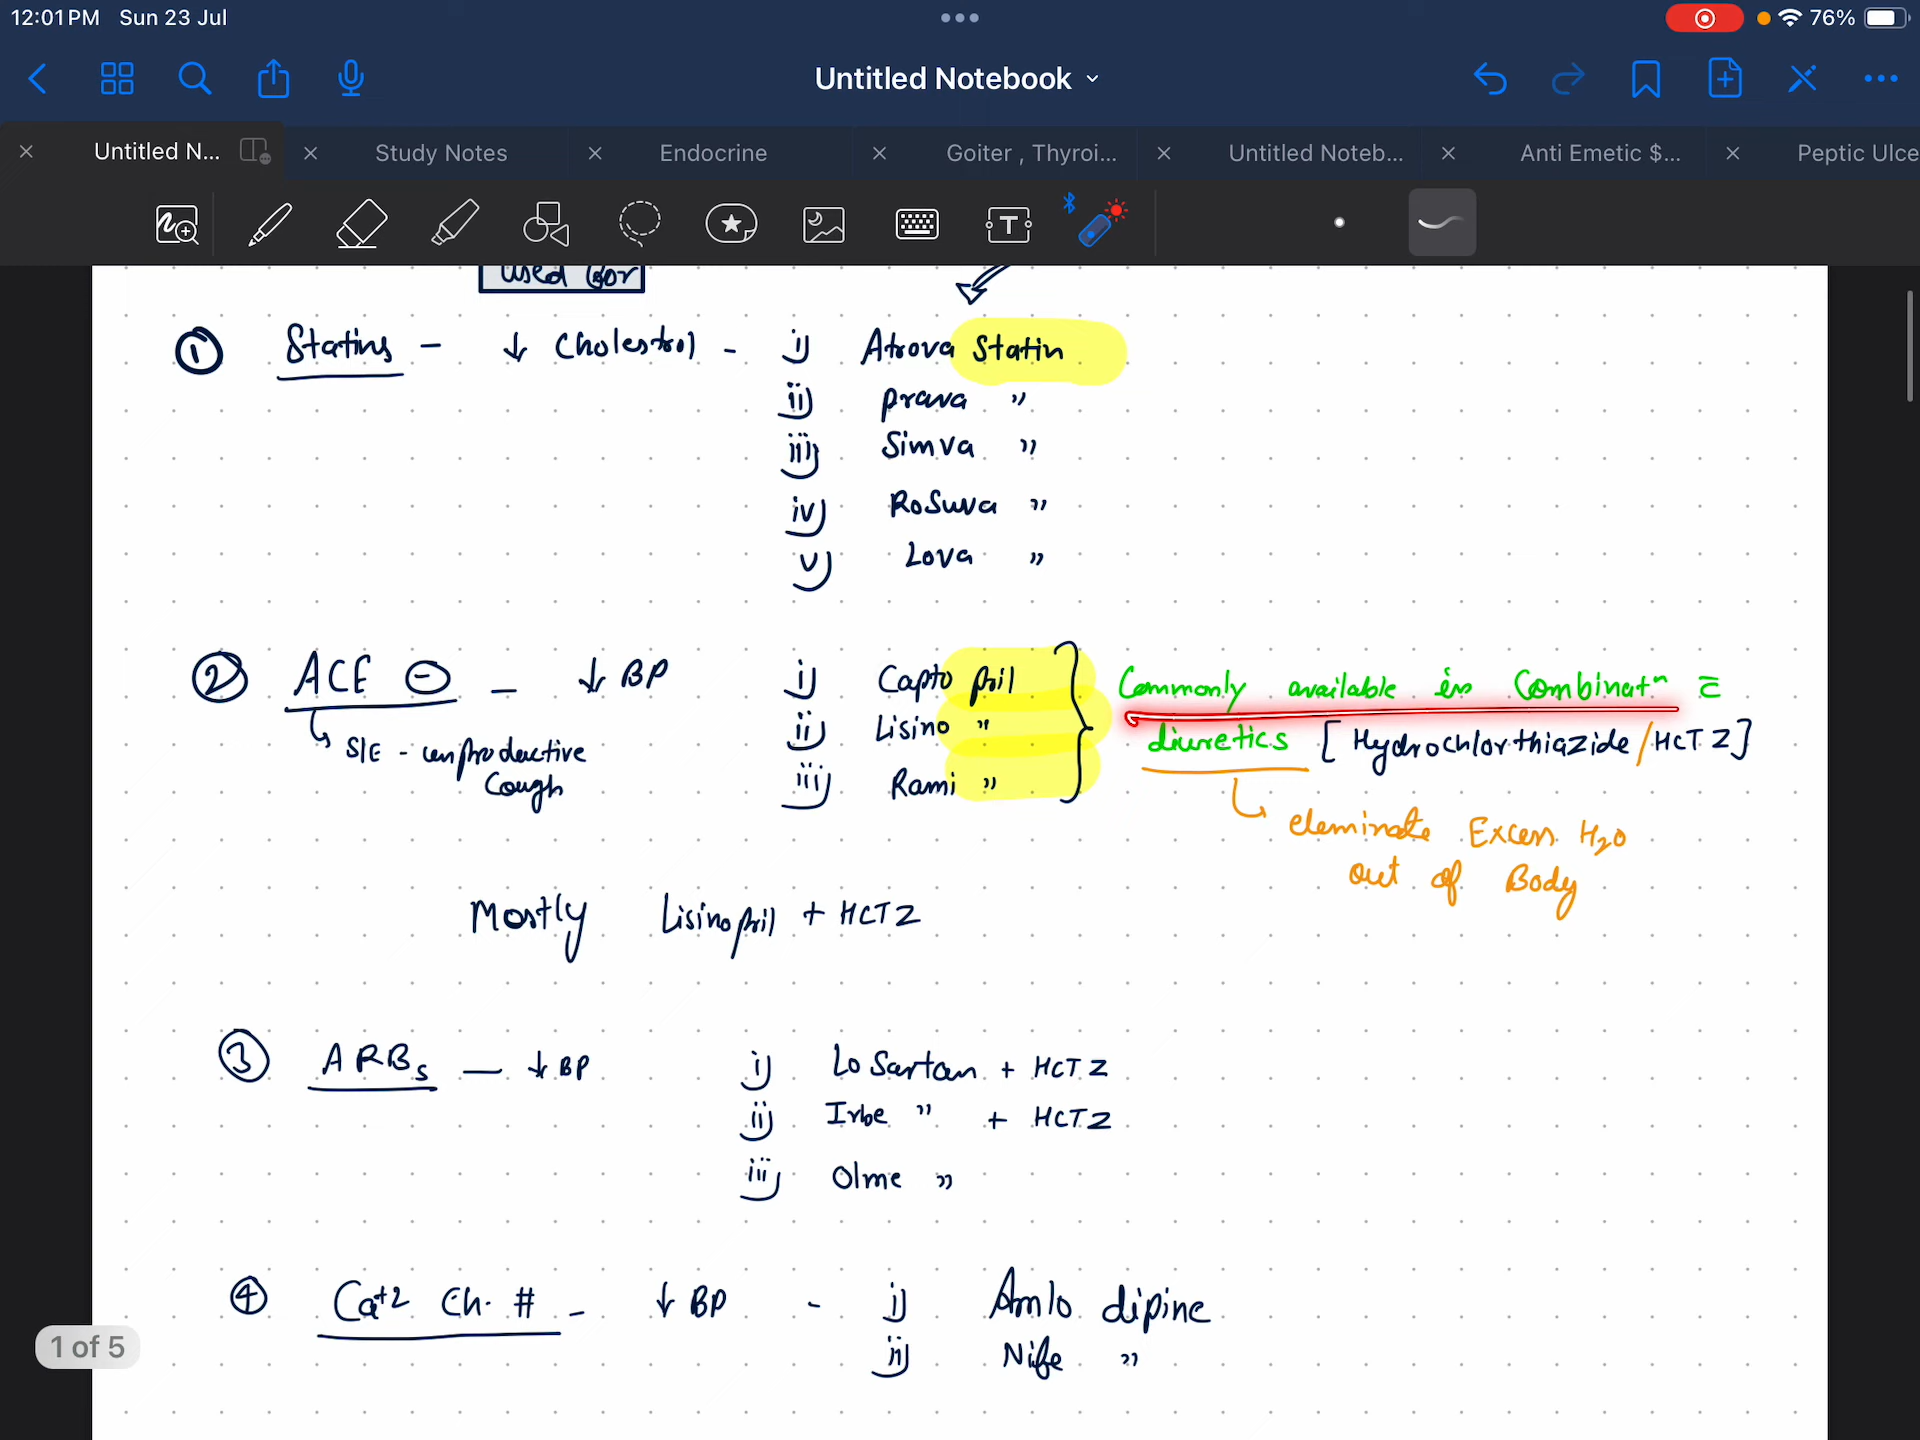 12:01 PM Sun 23 Jul
76%
Untitled Notebook
Untitled N...
Study Notes
Endocrine
Goiter , Thyroi...
Untitled Noteb...
Anti Emetic $...
Peptic Ulce
T
used for
① Statins - ↓ Cholestrol - i) Atrova Statin
ii) Prava "
iii) Simva "
iv) RoSuva "
v) Lova "
② ACE ⊖ - ↓ BP i) Capto pril
ii) Lisino "
iii) Rami "
S/E - unproductive
Cough
Commonly available in Combinatⁿ c̄
diuretics [Hydrochlorthiazide/HCTZ]
eleminate Excess H₂O
out of Body
Mostly Lisinopril + HCTZ
③ ARBs — ↓ BP i) Lo Sartan + HCTZ
ii) Irbe " + HCTZ
iii) Olme "
④ Ca+2 Ch. # - ↓ BP - i) Amlo dipine
ii) Nife "
1 of 5